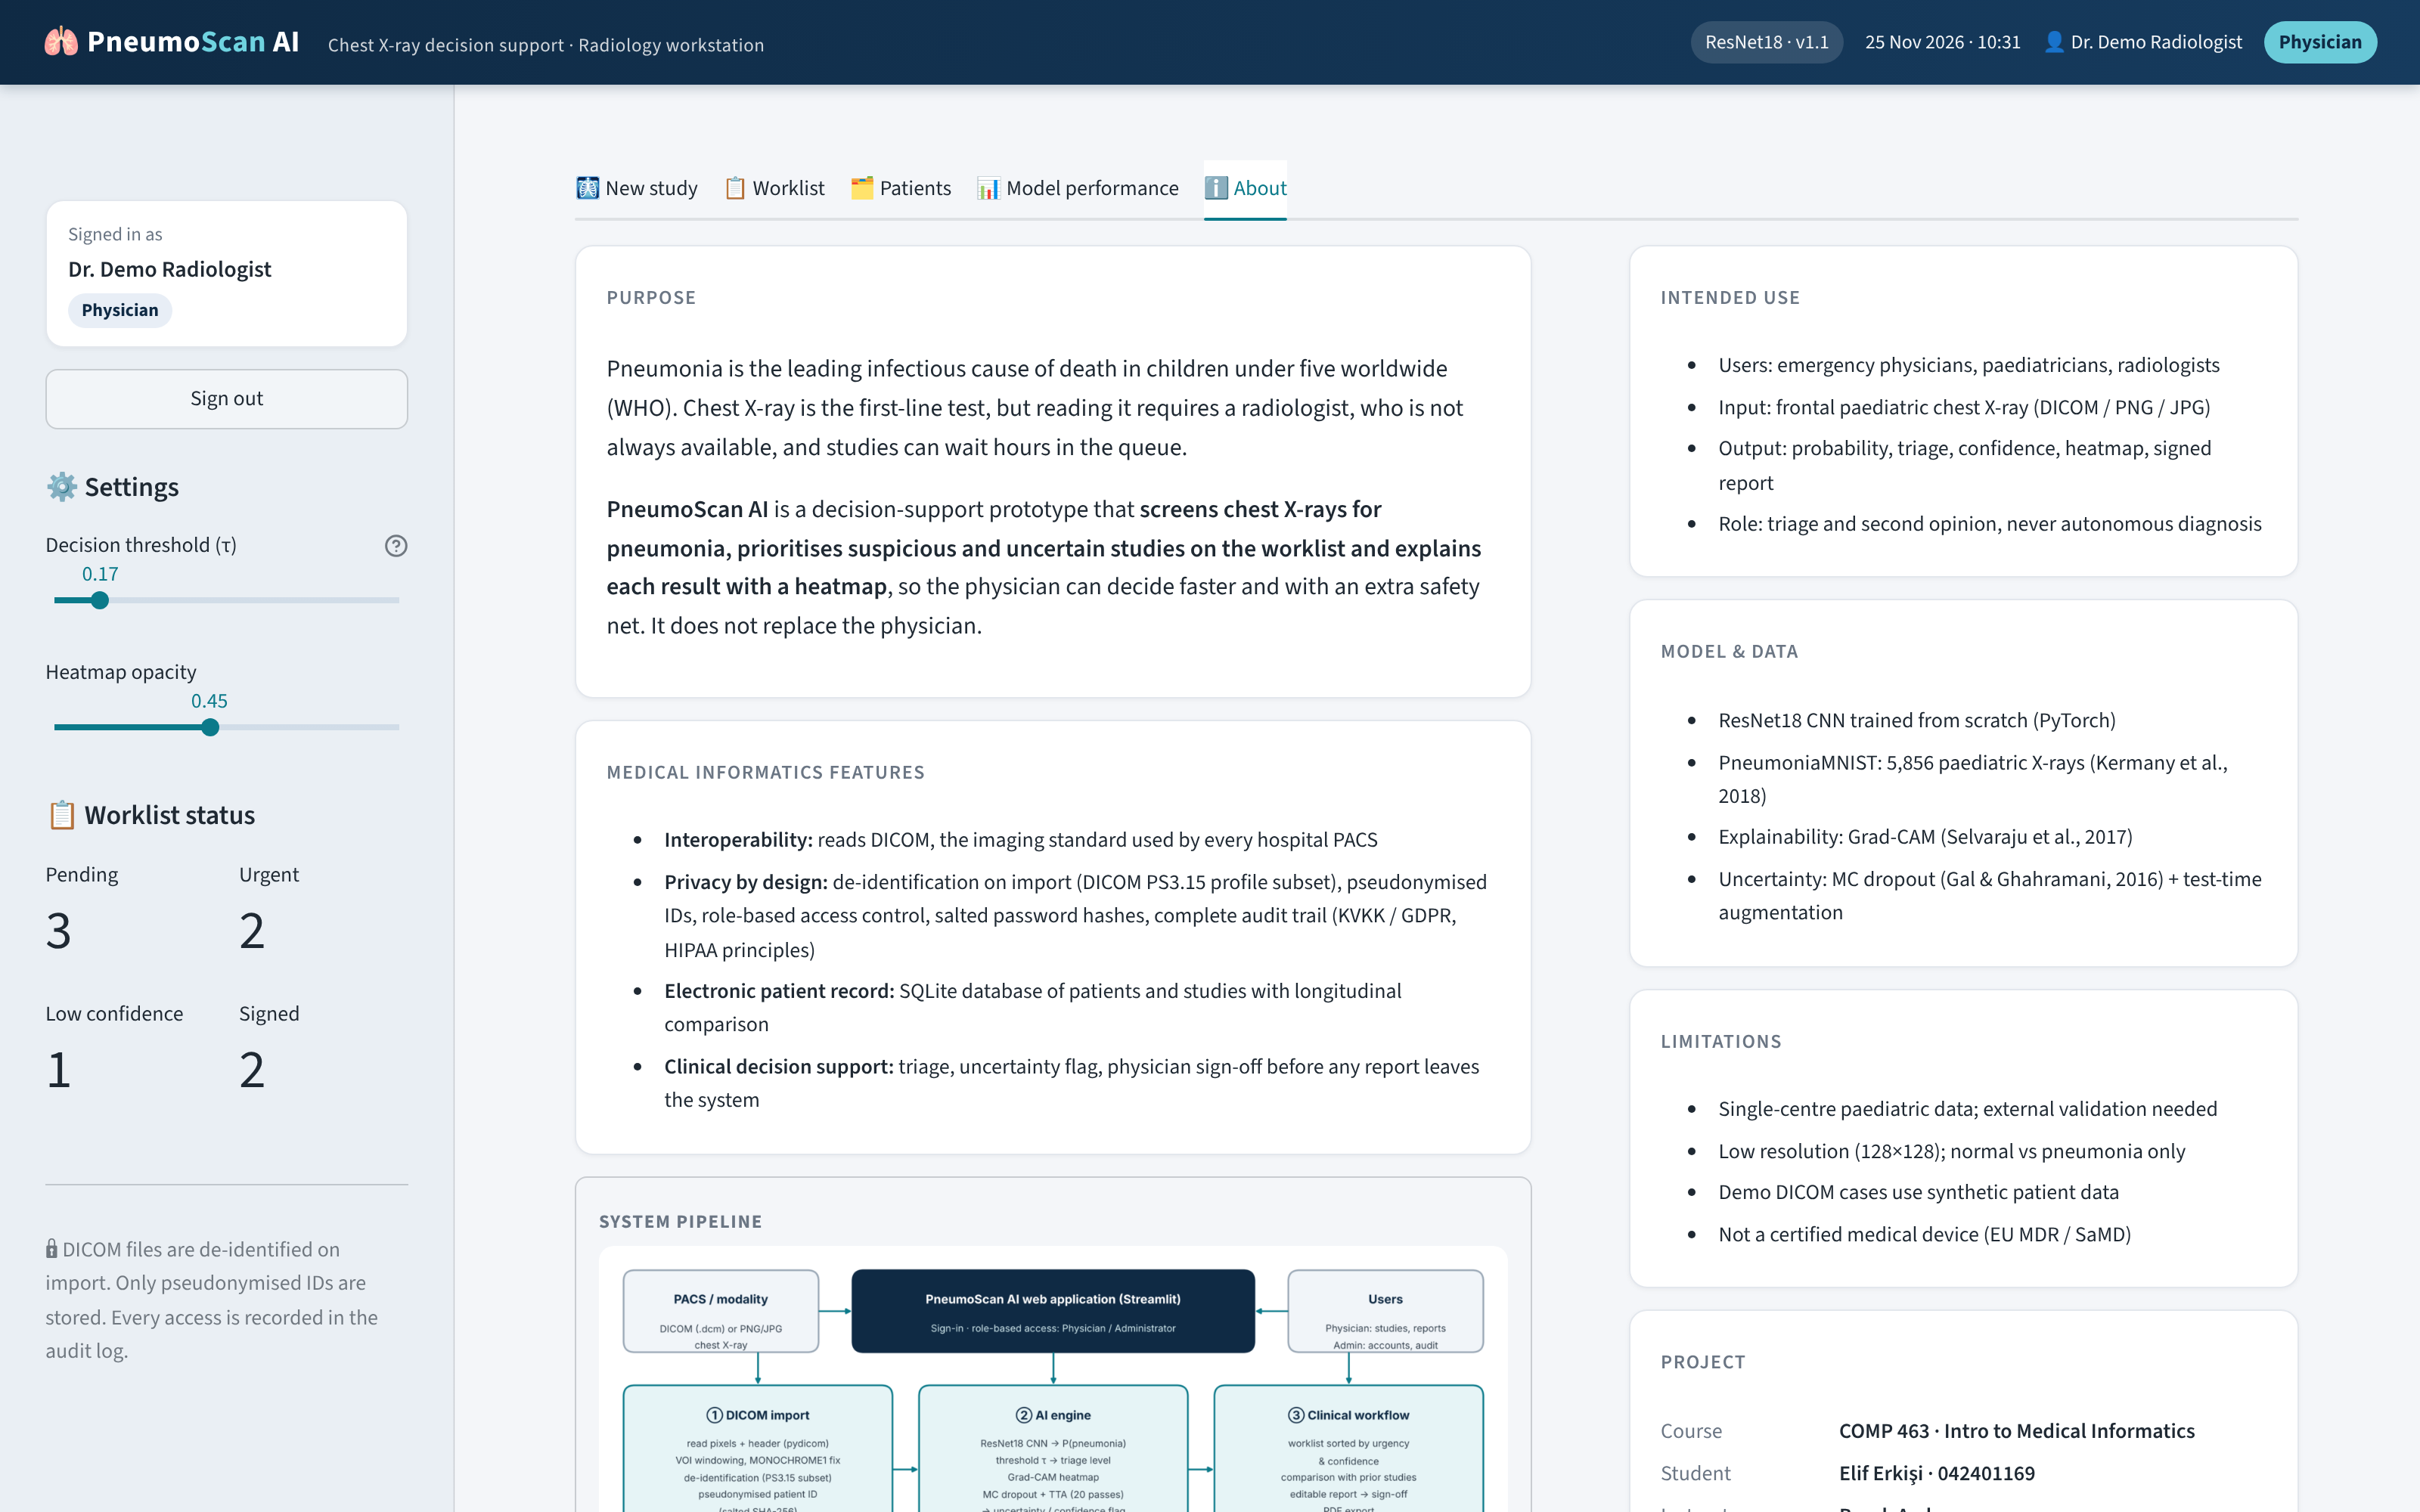 PneumoScan AI
Chest X-ray decision support · Radiology workstation
ResNet18 · v1.1
25 Nov 2026 · 10:31
Dr. Demo Radiologist
Physician
Signed in as
Dr. Demo Radiologist
Physician
Sign out
Settings
Decision threshold (τ)
0.17
Heatmap opacity
0.45
Worklist status
Pending
Urgent
3
2
Low confidence
Signed
1
2
DICOM files are de-identified on
import. Only pseudonymised IDs are
stored. Every access is recorded in the
audit log.
New study
Worklist
Patients
Model performance
About
PURPOSE
Pneumonia is the leading infectious cause of death in children under five worldwide
(WHO). Chest X-ray is the first-line test, but reading it requires a radiologist, who is not
always available, and studies can wait hours in the queue.
PneumoScan AI is a decision-support prototype that screens chest X-rays for
pneumonia, prioritises suspicious and uncertain studies on the worklist and explains
each result with a heatmap, so the physician can decide faster and with an extra safety
net. It does not replace the physician.
MEDICAL INFORMATICS FEATURES
• Interoperability: reads DICOM, the imaging standard used by every hospital PACS
• Privacy by design: de-identification on import (DICOM PS3.15 profile subset), pseudonymised
IDs, role-based access control, salted password hashes, complete audit trail (KVKK / GDPR,
HIPAA principles)
• Electronic patient record: SQLite database of patients and studies with longitudinal
comparison
• Clinical decision support: triage, uncertainty flag, physician sign-off before any report leaves
the system
SYSTEM PIPELINE
PACS / modality
DICOM (.dcm) or PNG/JPG
chest X-ray
PneumoScan AI web application (Streamlit)
Sign-in · role-based access: Physician / Administrator
Users
Physician: studies, reports
Admin: accounts, audit
① DICOM import
read pixels + header (pydicom)
VOI windowing, MONOCHROME1 fix
de-identification (PS3.15 subset)
pseudonymised patient ID
(salted SHA-256)
② AI engine
ResNet18 CNN → P(pneumonia)
threshold τ → triage level
Grad-CAM heatmap
MC dropout + TTA (20 passes)
→ uncertainty / confidence flag
③ Clinical workflow
worklist sorted by urgency
& confidence
comparison with prior studies
editable report → sign-off
PDF export
INTENDED USE
• Users: emergency physicians, paediatricians, radiologists
• Input: frontal paediatric chest X-ray (DICOM / PNG / JPG)
• Output: probability, triage, confidence, heatmap, signed
report
• Role: triage and second opinion, never autonomous diagnosis
MODEL & DATA
• ResNet18 CNN trained from scratch (PyTorch)
• PneumoniaMNIST: 5,856 paediatric X-rays (Kermany et al.,
2018)
• Explainability: Grad-CAM (Selvaraju et al., 2017)
• Uncertainty: MC dropout (Gal & Ghahramani, 2016) + test-time
augmentation
LIMITATIONS
• Single-centre paediatric data; external validation needed
• Low resolution (128×128); normal vs pneumonia only
• Demo DICOM cases use synthetic patient data
• Not a certified medical device (EU MDR / SaMD)
PROJECT
Course
COMP 463 · Intro to Medical Informatics
Student
Elif Erkişi · 042401169